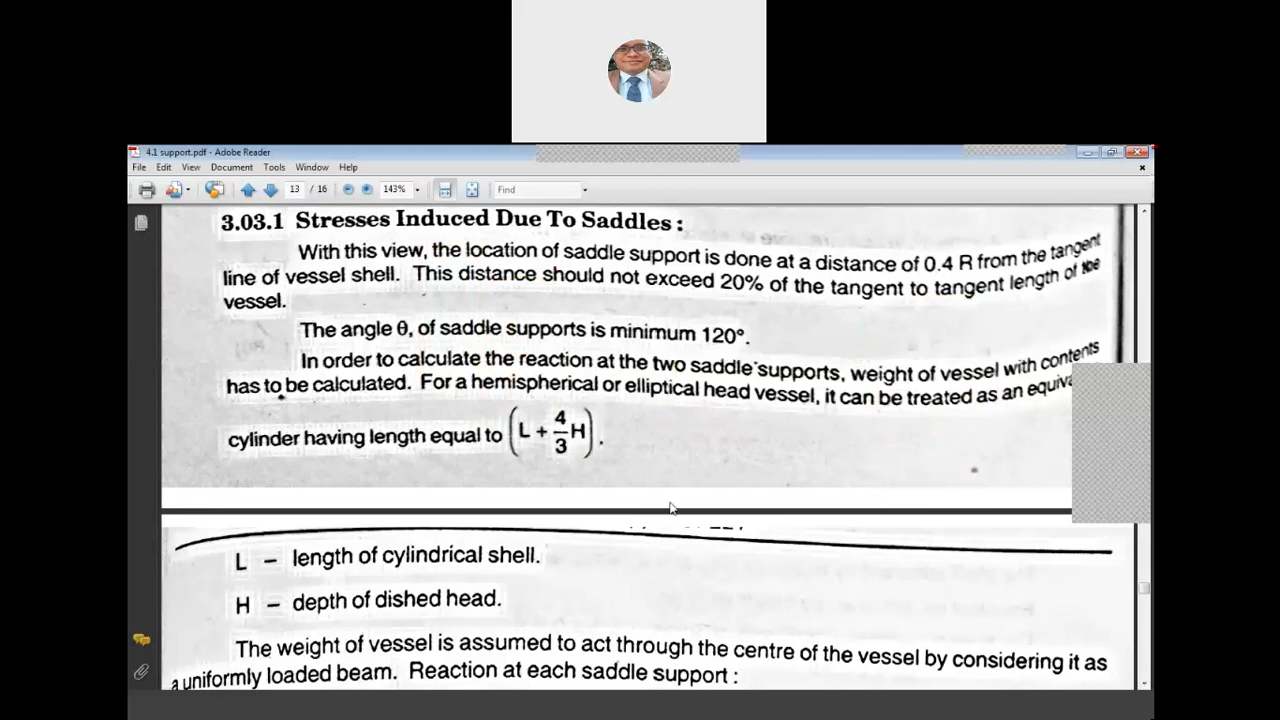 4.1 support.pdf - Adobe Reader
File Edit View Document Tools Window Help
13 / 16 143% Find
3.03.1 Stresses Induced Due To Saddles :
With this view, the location of saddle support is done at a distance of 0.4 R from the tangent
line of vessel shell. This distance should not exceed 20% of the tangent to tangent length of the
vessel.
The angle θ, of saddle supports is minimum 120°.
In order to calculate the reaction at the two saddle supports, weight of vessel with contents
has to be calculated. For a hemispherical or elliptical head vessel, it can be treated as an
cylinder having length equal to (L + 4/3 H).
L – length of cylindrical shell.
H – depth of dished head.
The weight of vessel is assumed to act through the centre of the vessel by considering it as
a uniformly loaded beam. Reaction at each saddle support :